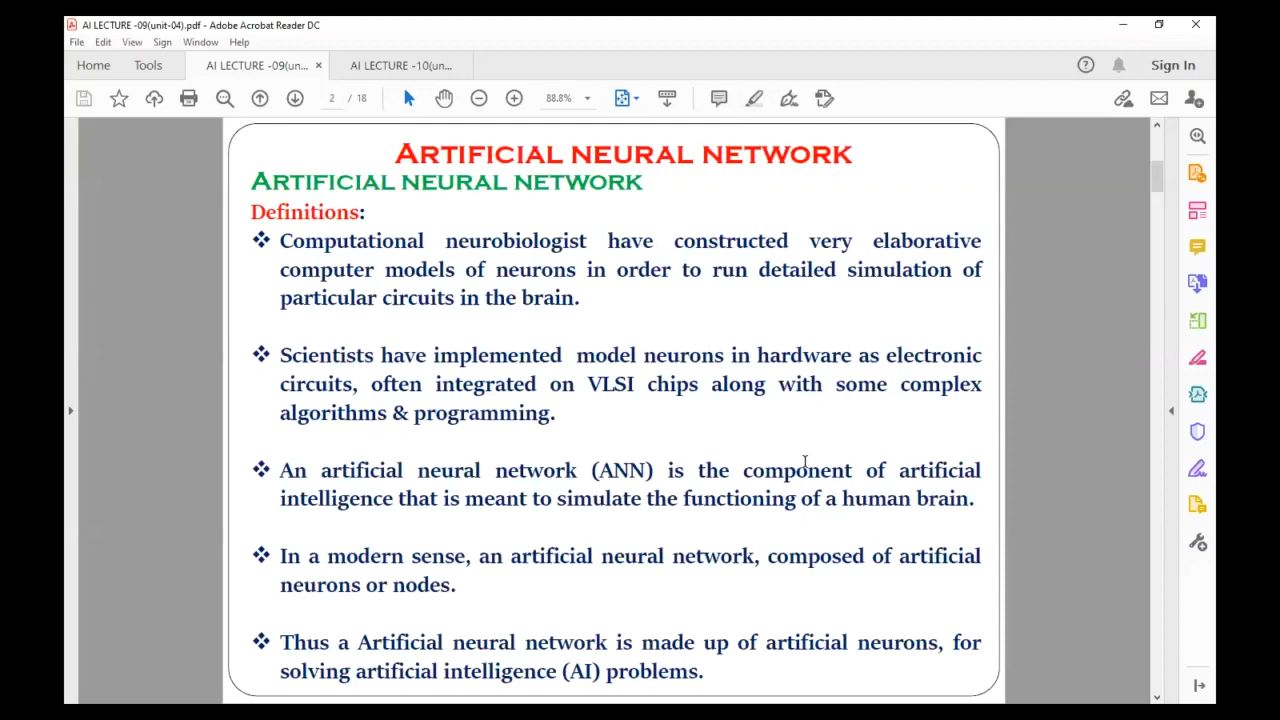 AI LECTURE -09(unit-04).pdf - Adobe Acrobat Reader DC
File Edit View Sign Window Help
Home Tools AI LECTURE -09(un... × AI LECTURE -10(un... Sign In
2 / 18 88.8%
ARTIFICIAL NEURAL NETWORK
ARTIFICIAL NEURAL NETWORK
Definitions:
❖ Computational neurobiologist have constructed very elaborative
computer models of neurons in order to run detailed simulation of
particular circuits in the brain.
❖ Scientists have implemented model neurons in hardware as electronic
circuits, often integrated on VLSI chips along with some complex
algorithms & programming.
❖ An artificial neural network (ANN) is the component of artificial
intelligence that is meant to simulate the functioning of a human brain.
❖ In a modern sense, an artificial neural network, composed of artificial
neurons or nodes.
❖ Thus a Artificial neural network is made up of artificial neurons, for
solving artificial intelligence (AI) problems.